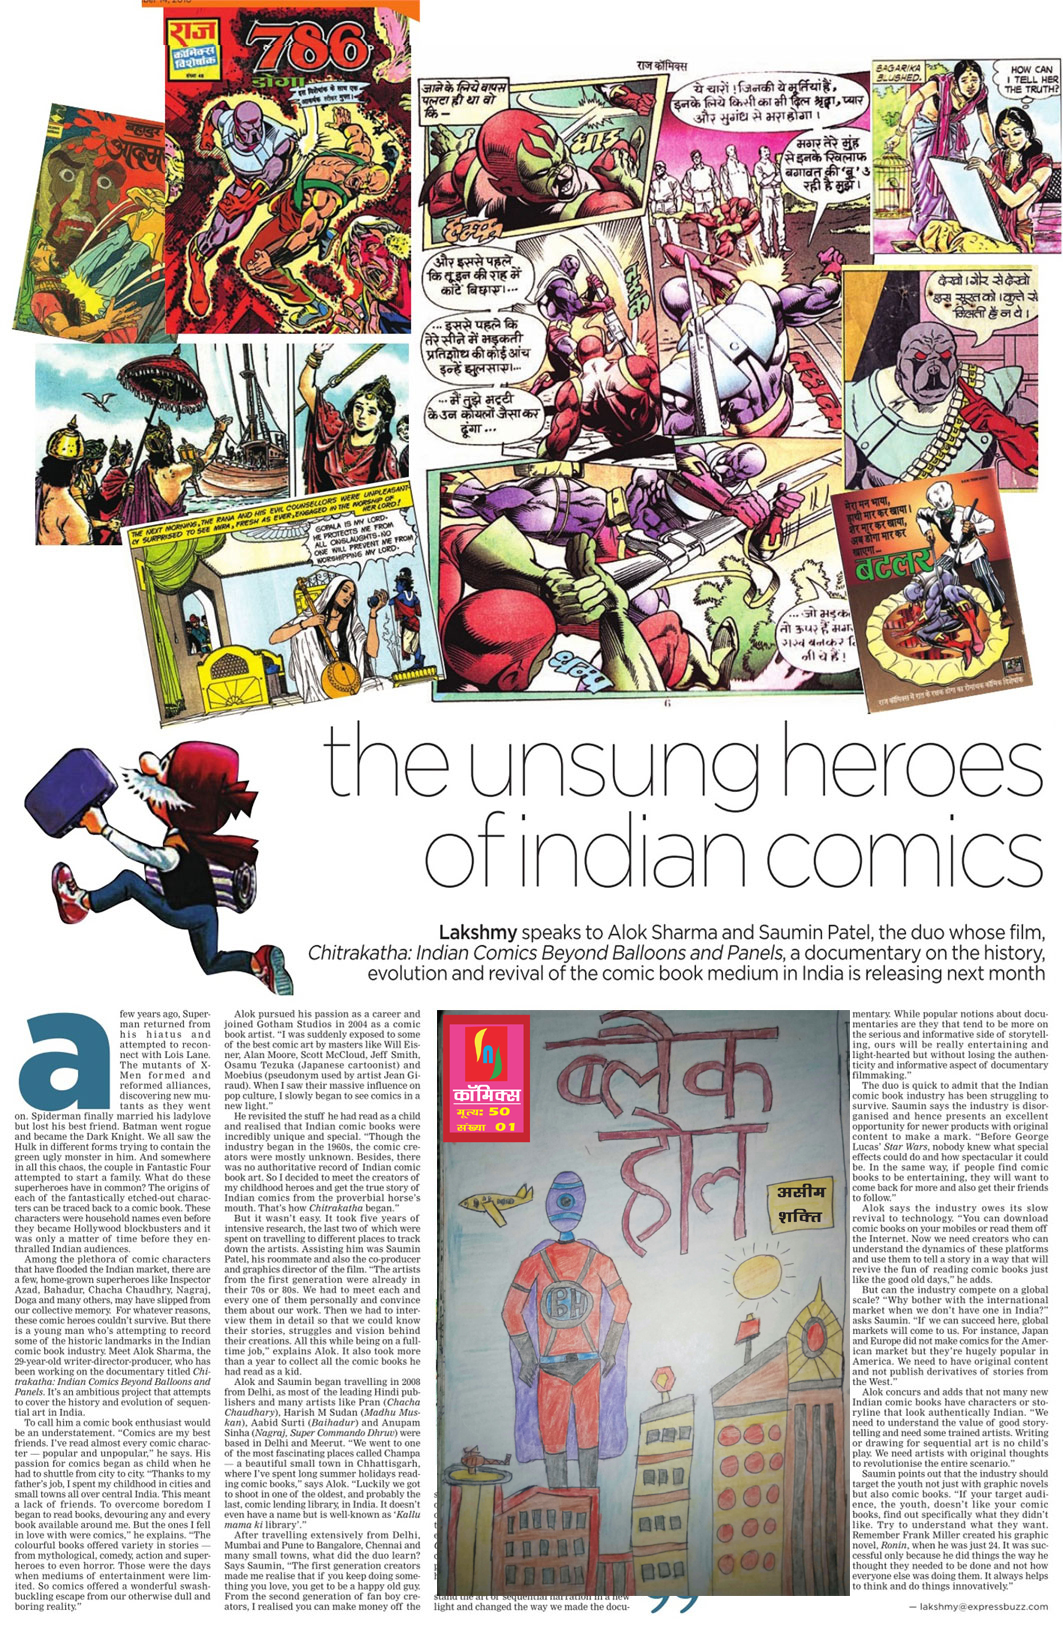 राज
कॉमिक्स
विशेषांक
786
डोगा
बहादुर
राज कॉमिक्स
जाने के लिये वापस
पलटा ही था वो
कि—
ये चारों! जिनकी ये मूर्तियां हैं,
इनके लिये किसी का भी दिल श्रद्धा, प्यार
और सुगंध से भरा होगा।
मगर तेरे मुंह
से इनके खिलाफ
बगावत की 'बू'
रही है मुझे।
और इससे पहले
कि तू इन की राह में
कांटे बिछाए।...
... इससे पहले कि
तेरे सीने में भड़कती
प्रतिशोध की कोई आंच
इन्हें झुलसाए।...
... मैं तुझे भट्टी
के उन कोयलों जैसा कर
दूंगा ...
SAGARIKA
BLUSHED.
HOW CAN
I TELL HER
THE TRUTH?
देखो! गौर से देखो
इस सूरत को। कुत्ते से
मिलती है न ये।
THE NEXT MORNING, THE RANA AND HIS EVIL COUNSELLORS WERE UNPLEASANT-
LY SURPRISED TO SEE MIRA, FRESH AS EVER, ENGAGED IN THE WORSHIP OF
HER LORD!
GOPALA IS MY LORD.
HE PROTECTS ME FROM
ALL ONSLAUGHTS. NO
ONE WILL PREVENT ME FROM
WORSHIPPING MY LORD.
मेरा मन भाया,
हाथी मार कर खाया।
शेर मार कर खाया,
अब डोगा मार कर
खाएगा—
बटलर
6
the unsung heroes
of indian comics
Lakshmy speaks to Alok Sharma and Saumin Patel, the duo whose film,
Chitrakatha: Indian Comics Beyond Balloons and Panels, a documentary on the history,
evolution and revival of the comic book medium in India is releasing next month
a few years ago, Super-
man returned from
his hiatus and
attempted to recon-
nect with Lois Lane.
The mutants of X-
Men formed and
reformed alliances,
discovering new mu-
tants as they went
on. Spiderman finally married his ladylove
but lost his best friend. Batman went rogue
and became the Dark Knight. We all saw the
Hulk in different forms trying to contain the
green ugly monster in him. And somewhere
in all this chaos, the couple in Fantastic Four
attempted to start a family. What do these
superheroes have in common? The origins of
each of the fantastically etched-out charac-
ters can be traced back to a comic book. These
characters were household names even before
they became Hollywood blockbusters and it
was only a matter of time before they en-
thralled Indian audiences.
Among the plethora of comic characters
that have flooded the Indian market, there are
a few, home-grown superheroes like Inspector
Azad, Bahadur, Chacha Chaudhry, Nagraj,
Doga and many others, may have slipped from
our collective memory. For whatever reasons,
these comic heroes couldn't survive. But there
is a young man who's attempting to record
some of the historic landmarks in the Indian
comic book industry. Meet Alok Sharma, the
29-year-old writer-director-producer, who has
been working on the documentary titled Chi-
trakatha: Indian Comics Beyond Balloons and
Panels. It's an ambitious project that attempts
to cover the history and evolution of sequen-
tial art in India.
To call him a comic book enthusiast would
be an understatement. "Comics are my best
friends. I've read almost every comic charac-
ter — popular and unpopular," he says. His
passion for comics began as child when he
had to shuttle from city to city. "Thanks to my
father's job, I spent my childhood in cities and
small towns all over central India. This meant
a lack of friends. To overcome boredom I
began to read books, devouring any and every
book available around me. But the ones I fell
in love with were comics," he explains. "The
colourful books offered variety in stories —
from mythological, comedy, action and super-
heroes to even horror. Those were the days
when mediums of entertainment were lim-
ited. So comics offered a wonderful swash-
buckling escape from our otherwise dull and
boring reality."
Alok pursued his passion as a career and
joined Gotham Studios in 2004 as a comic
book artist. "I was suddenly exposed to some
of the best comic art by masters like Will Eis-
ner, Alan Moore, Scott McCloud, Jeff Smith,
Osamu Tezuka (Japanese cartoonist) and
Moebius (pseudonym used by artist Jean Gi-
raud). When I saw their massive influence on
pop culture, I slowly began to see comics in a
new light."
He revisited the stuff he had read as a child
and realised that Indian comic books were
incredibly unique and special. "Though the
industry began in the 1960s, the comic cre-
ators were mostly unknown. Besides, there
was no authoritative record of Indian comic
book art. So I decided to meet the creators of
my childhood heroes and get the true story of
Indian comics from the proverbial horse's
mouth. That's how Chitrakatha began."
But it wasn't easy. It took five years of
intensive research, the last two of which were
spent on travelling to different places to track
down the artists. Assisting him was Saumin
Patel, his roommate and also the co-producer
and graphics director of the film. "The artists
from the first generation were already in
their 70s or 80s. We had to meet each and
every one of them personally and convince
them about our work. Then we had to inter-
view them in detail so that we could know
their stories, struggles and vision behind
their creations. All this while being on a full-
time job," explains Alok. It also took more
than a year to collect all the comic books he
had read as a kid.
Alok and Saumin began travelling in 2008
from Delhi, as most of the leading Hindi pub-
lishers and many artists like Pran (Chacha
Chaudhary), Harish M Sudan (Madhu Mus-
kan), Aabid Surti (Baihadur) and Anupam
Sinha (Nagraj, Super Commando Dhruv) were
based in Delhi and Meerut. "We went to one
of the most fascinating places called Champa
— a beautiful small town in Chhattisgarh,
where I've spent long summer holidays read-
ing comic books," says Alok. "Luckily we got
to shoot in one of the oldest, and probably the
last, comic lending library, in India. It doesn't
even have a name but is well-known as 'Kallu
mama ki library'."
After travelling extensively from Delhi,
Mumbai and Pune to Bangalore, Chennai and
many small towns, what did the duo learn?
Says Saumin, "The first generation creators
made me realise that if you keep doing some-
thing you love, you get to be a happy old guy.
From the second generation of fan boy cre-
ators, I realised you can make money off the
कॉमिक्स
मूल्य: 50
संख्या 01
ब्लैक
होल
असीम
शक्ति
BH
stand the art of sequential narration in a new
light and changed the way we made the docu-
mentary. While popular notions about docu-
mentaries are they that tend to be more on
the serious and informative side of storytell-
ing, ours will be really entertaining and
light-hearted but without losing the authen-
ticity and informative aspect of documentary
filmmaking."
The duo is quick to admit that the Indian
comic book industry has been struggling to
survive. Saumin says the industry is disor-
ganised and hence presents an excellent
opportunity for newer products with original
content to make a mark. "Before George
Lucas' Star Wars, nobody knew what special
effects could do and how spectacular it could
be. In the same way, if people find comic
books to be entertaining, they will want to
come back for more and also get their friends
to follow."
Alok says the industry owes its slow
revival to technology. "You can download
comic books on your mobiles or read them off
the Internet. Now we need creators who can
understand the dynamics of these platforms
and use them to tell a story in a way that will
revive the fun of reading comic books just
like the good old days," he adds.
But can the industry compete on a global
scale? "Why bother with the international
market when we don't have one in India?"
asks Saumin. "If we can succeed here, global
markets will come to us. For instance, Japan
and Europe did not make comics for the Amer-
ican market but they're hugely popular in
America. We need to have original content
and not publish derivatives of stories from
the West."
Alok concurs and adds that not many new
Indian comic books have characters or sto-
ryline that look authentically Indian. "We
need to understand the value of good story-
telling and need some trained artists. Writing
or drawing for sequential art is no child's
play. We need artists with original thoughts
to revolutionise the entire scenario."
Saumin points out that the industry should
target the youth not just with graphic novels
but also comic books. "If your target audi-
ence, the youth, doesn't like your comic
books, find out specifically what they didn't
like. Try to understand what they want.
Remember Frank Miller created his graphic
novel, Ronin, when he was just 24. It was suc-
cessful only because he did things the way he
thought they needed to be done and not how
everyone else was doing them. It always helps
to think and do things innovatively."
— lakshmy@expressbuzz.com